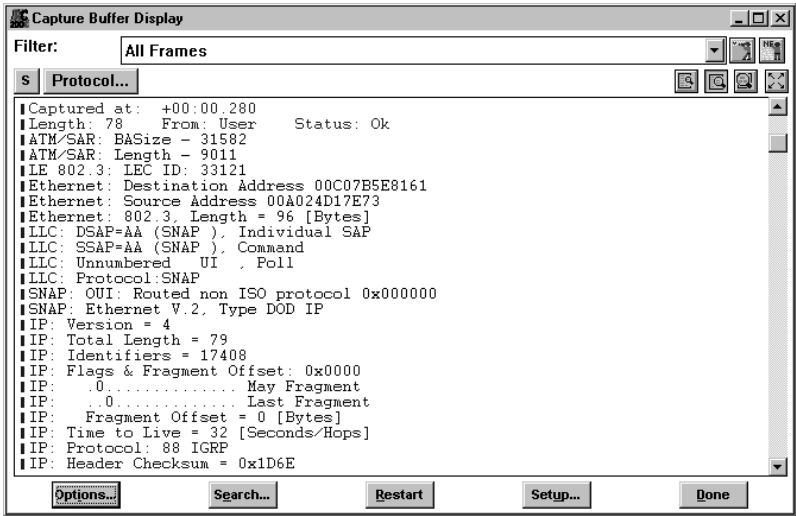 Capture Buffer Display
Filter: All Frames
S Protocol...
Captured at: +00:00.280
Length: 78 From: User Status: Ok
ATM/SAR: BASize - 31582
ATM/SAR: Length - 9011
LE 802.3: LEC ID: 33121
Ethernet: Destination Address 00C07B5E8161
Ethernet: Source Address 00A024D17E73
Ethernet: 802.3, Length = 96 [Bytes]
LLC: DSAP=AA (SNAP ), Individual SAP
LLC: SSAP=AA (SNAP ), Command
LLC: Unnumbered UI , Poll
LLC: Protocol:SNAP
SNAP: OUI: Routed non ISO protocol 0x000000
SNAP: Ethernet V.2, Type DOD IP
IP: Version = 4
IP: Total Length = 79
IP: Identifiers = 17408
IP: Flags & Fragment Offset: 0x0000
IP: .0.............. May Fragment
IP: ..0............. Last Fragment
IP: Fragment Offset = 0 [Bytes]
IP: Time to Live = 32 [Seconds/Hops]
IP: Protocol: 88 IGRP
IP: Header Checksum = 0x1D6E
Options... Search... Restart Setup... Done